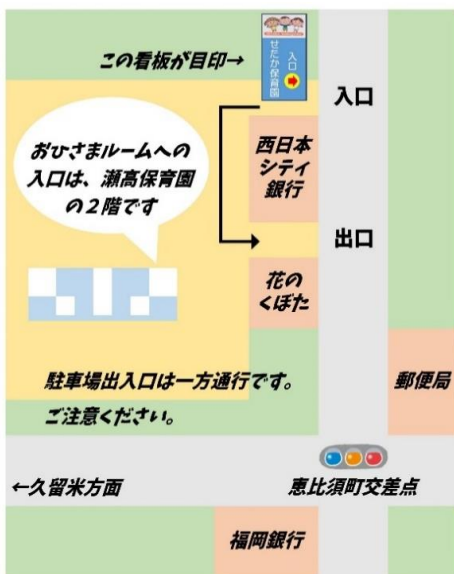 この看板が目印→
入口
せたか保育園
入口
おひさまルームへの
入口は、瀬高保育園
の２階です
西日本
シティ
銀行
出口
花の
くぼた
駐車場出入口は一方通行です。
ご注意ください。
郵便局
←久留米方面
恵比須町交差点
福岡銀行